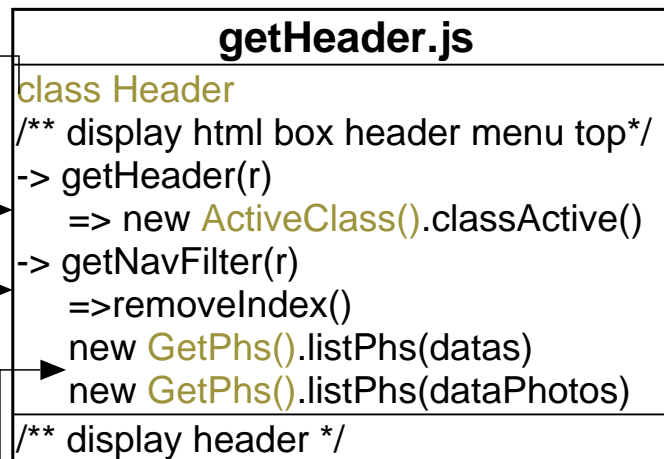 getHeader.js
class Header
/** display html box header menu top*/
-> getHeader(r)
=> new ActiveClass().classActive()
-> getNavFilter(r)
=>removeIndex()
new GetPhs().listPhs(datas)
new GetPhs().listPhs(dataPhotos)
/** display header */